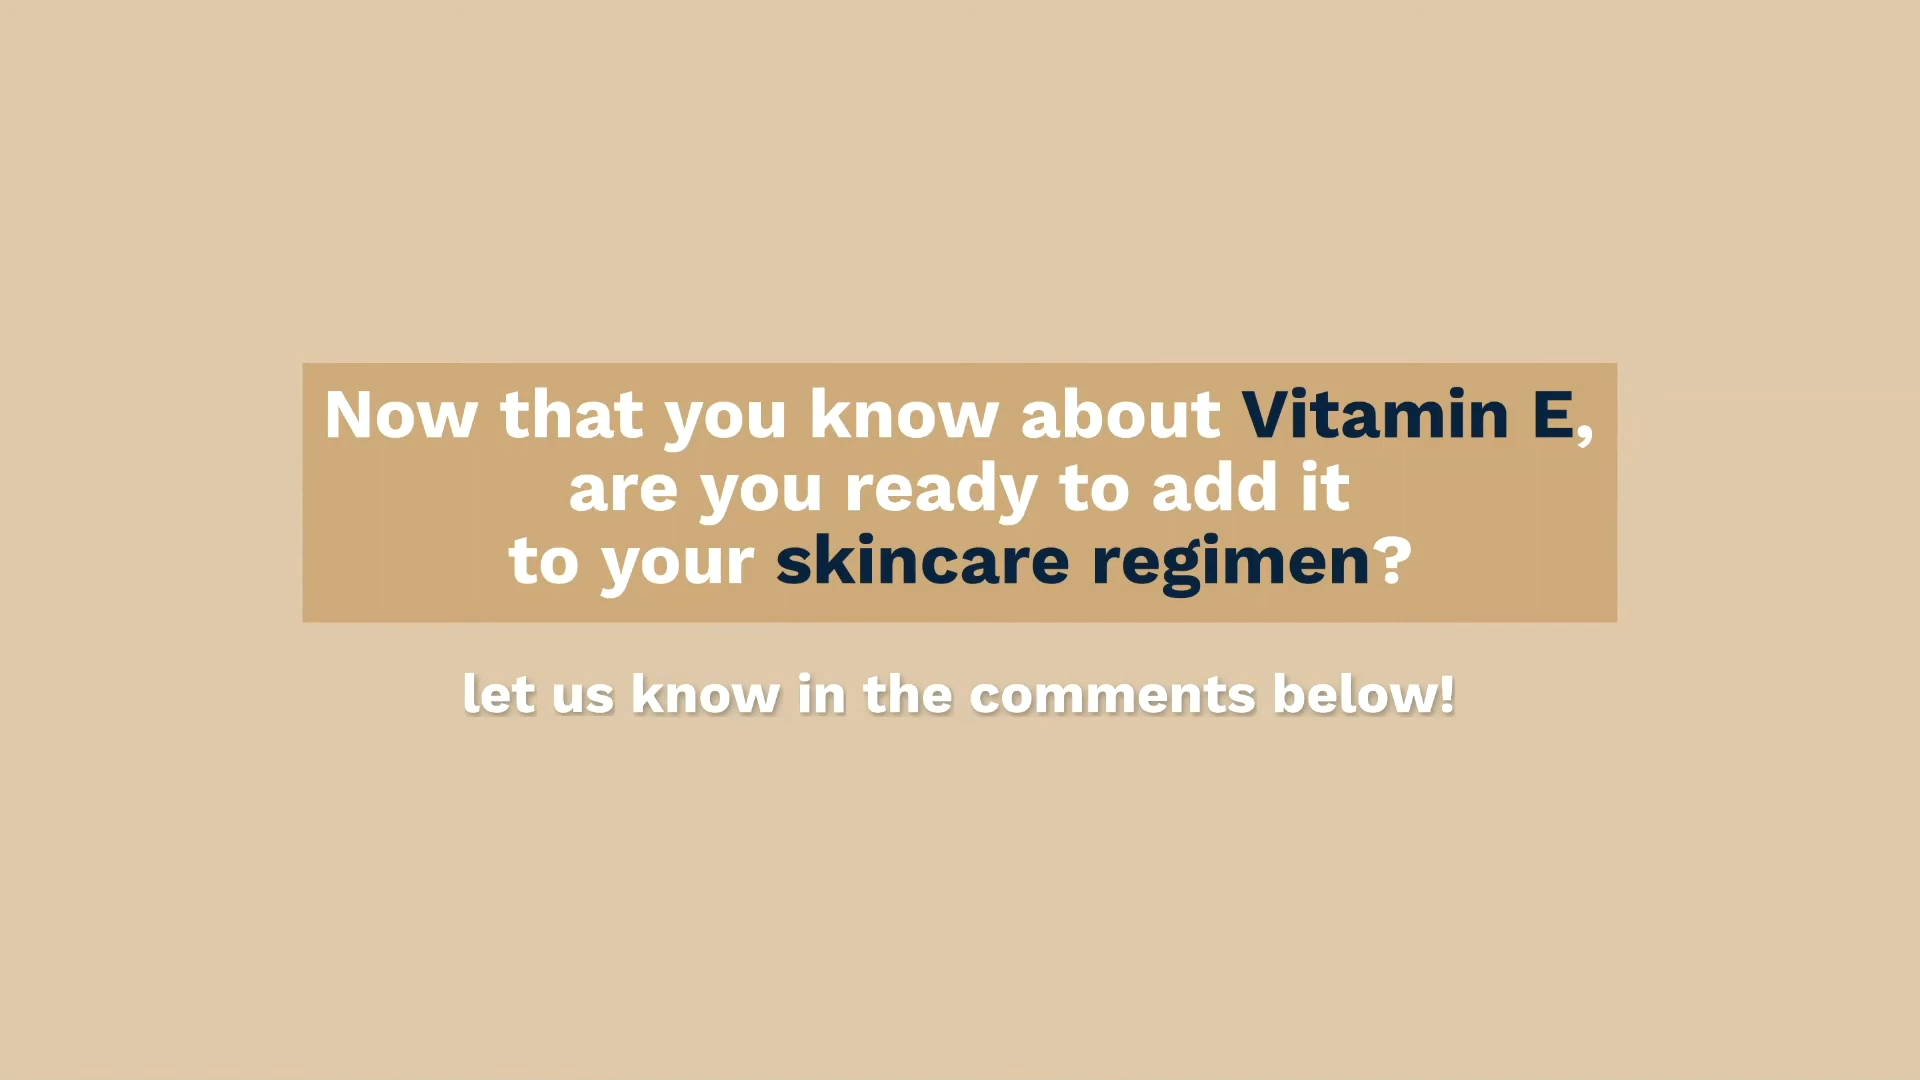 Now that you know about Vitamin E,
are you ready to add it
to your skincare regimen?
let us know in the comments below!